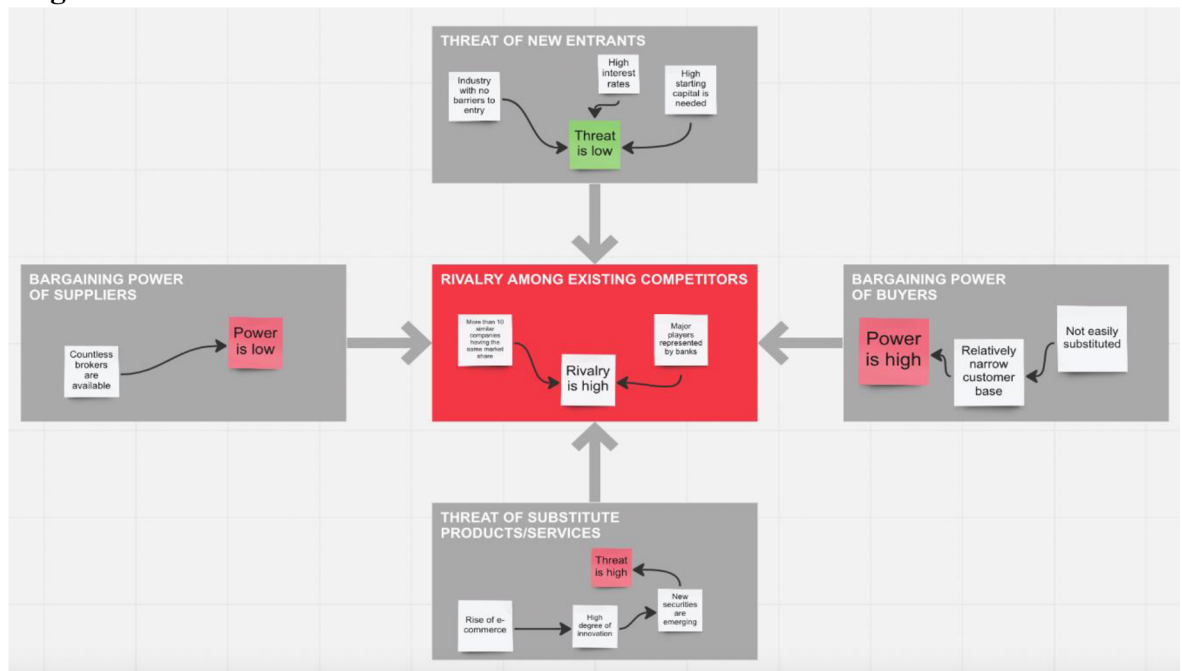 THREAT OF NEW ENTRANTS
Industry
with no
barriers to
entry
High
interest
rates
High
starting
capital is
needed
Threat
is low
BARGAINING POWER
OF SUPPLIERS
Countless
brokers
are
available
Power
is low
RIVALRY AMONG EXISTING COMPETITORS
More than 10
similar
companies
having the
same market
share
Major
players
represented
by banks
Rivalry
is high
BARGAINING POWER
OF BUYERS
Power
is high
Relatively
narrow
customer
base
Not easily
substituted
THREAT OF SUBSTITUTE
PRODUCTS/SERVICES
Threat
is high
Rise of e-
commerce
High
degree of
innovation
New
securities
are
emerging